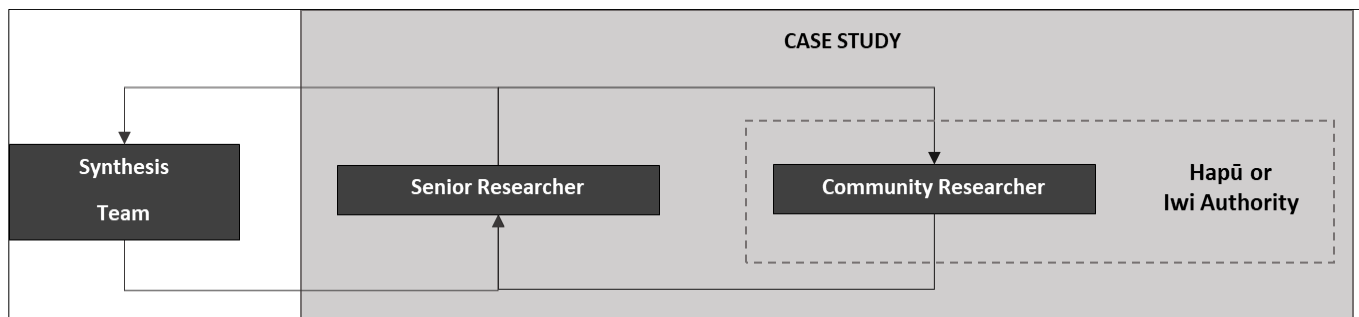 CASE STUDY
Synthesis
Team
Senior Researcher
Community Researcher
Hapū or
Iwi Authority